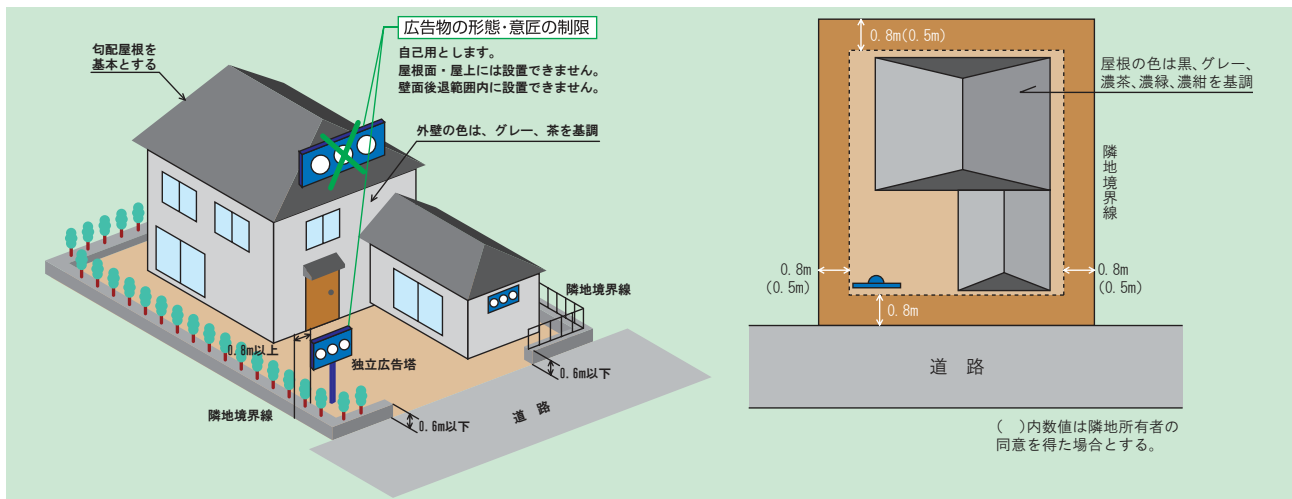 広告物の形態・意匠の制限
自己用とします。
屋根面・屋上には設置できません。
壁面後退範囲内に設置できません。
勾配屋根を
基本とする
外壁の色は、グレー、茶を基調
隣地境界線
0.8m以上
独立広告塔
0.6m以下
隣地境界線
0.6m以下
道 路
0.8m(0.5m)
屋根の色は黒、グレー、
濃茶、濃緑、濃紺を基調
隣地境界線
0.8m
(0.5m)
0.8m
(0.5m)
0.8m
道 路
( )内数値は隣地所有者の
同意を得た場合とする。